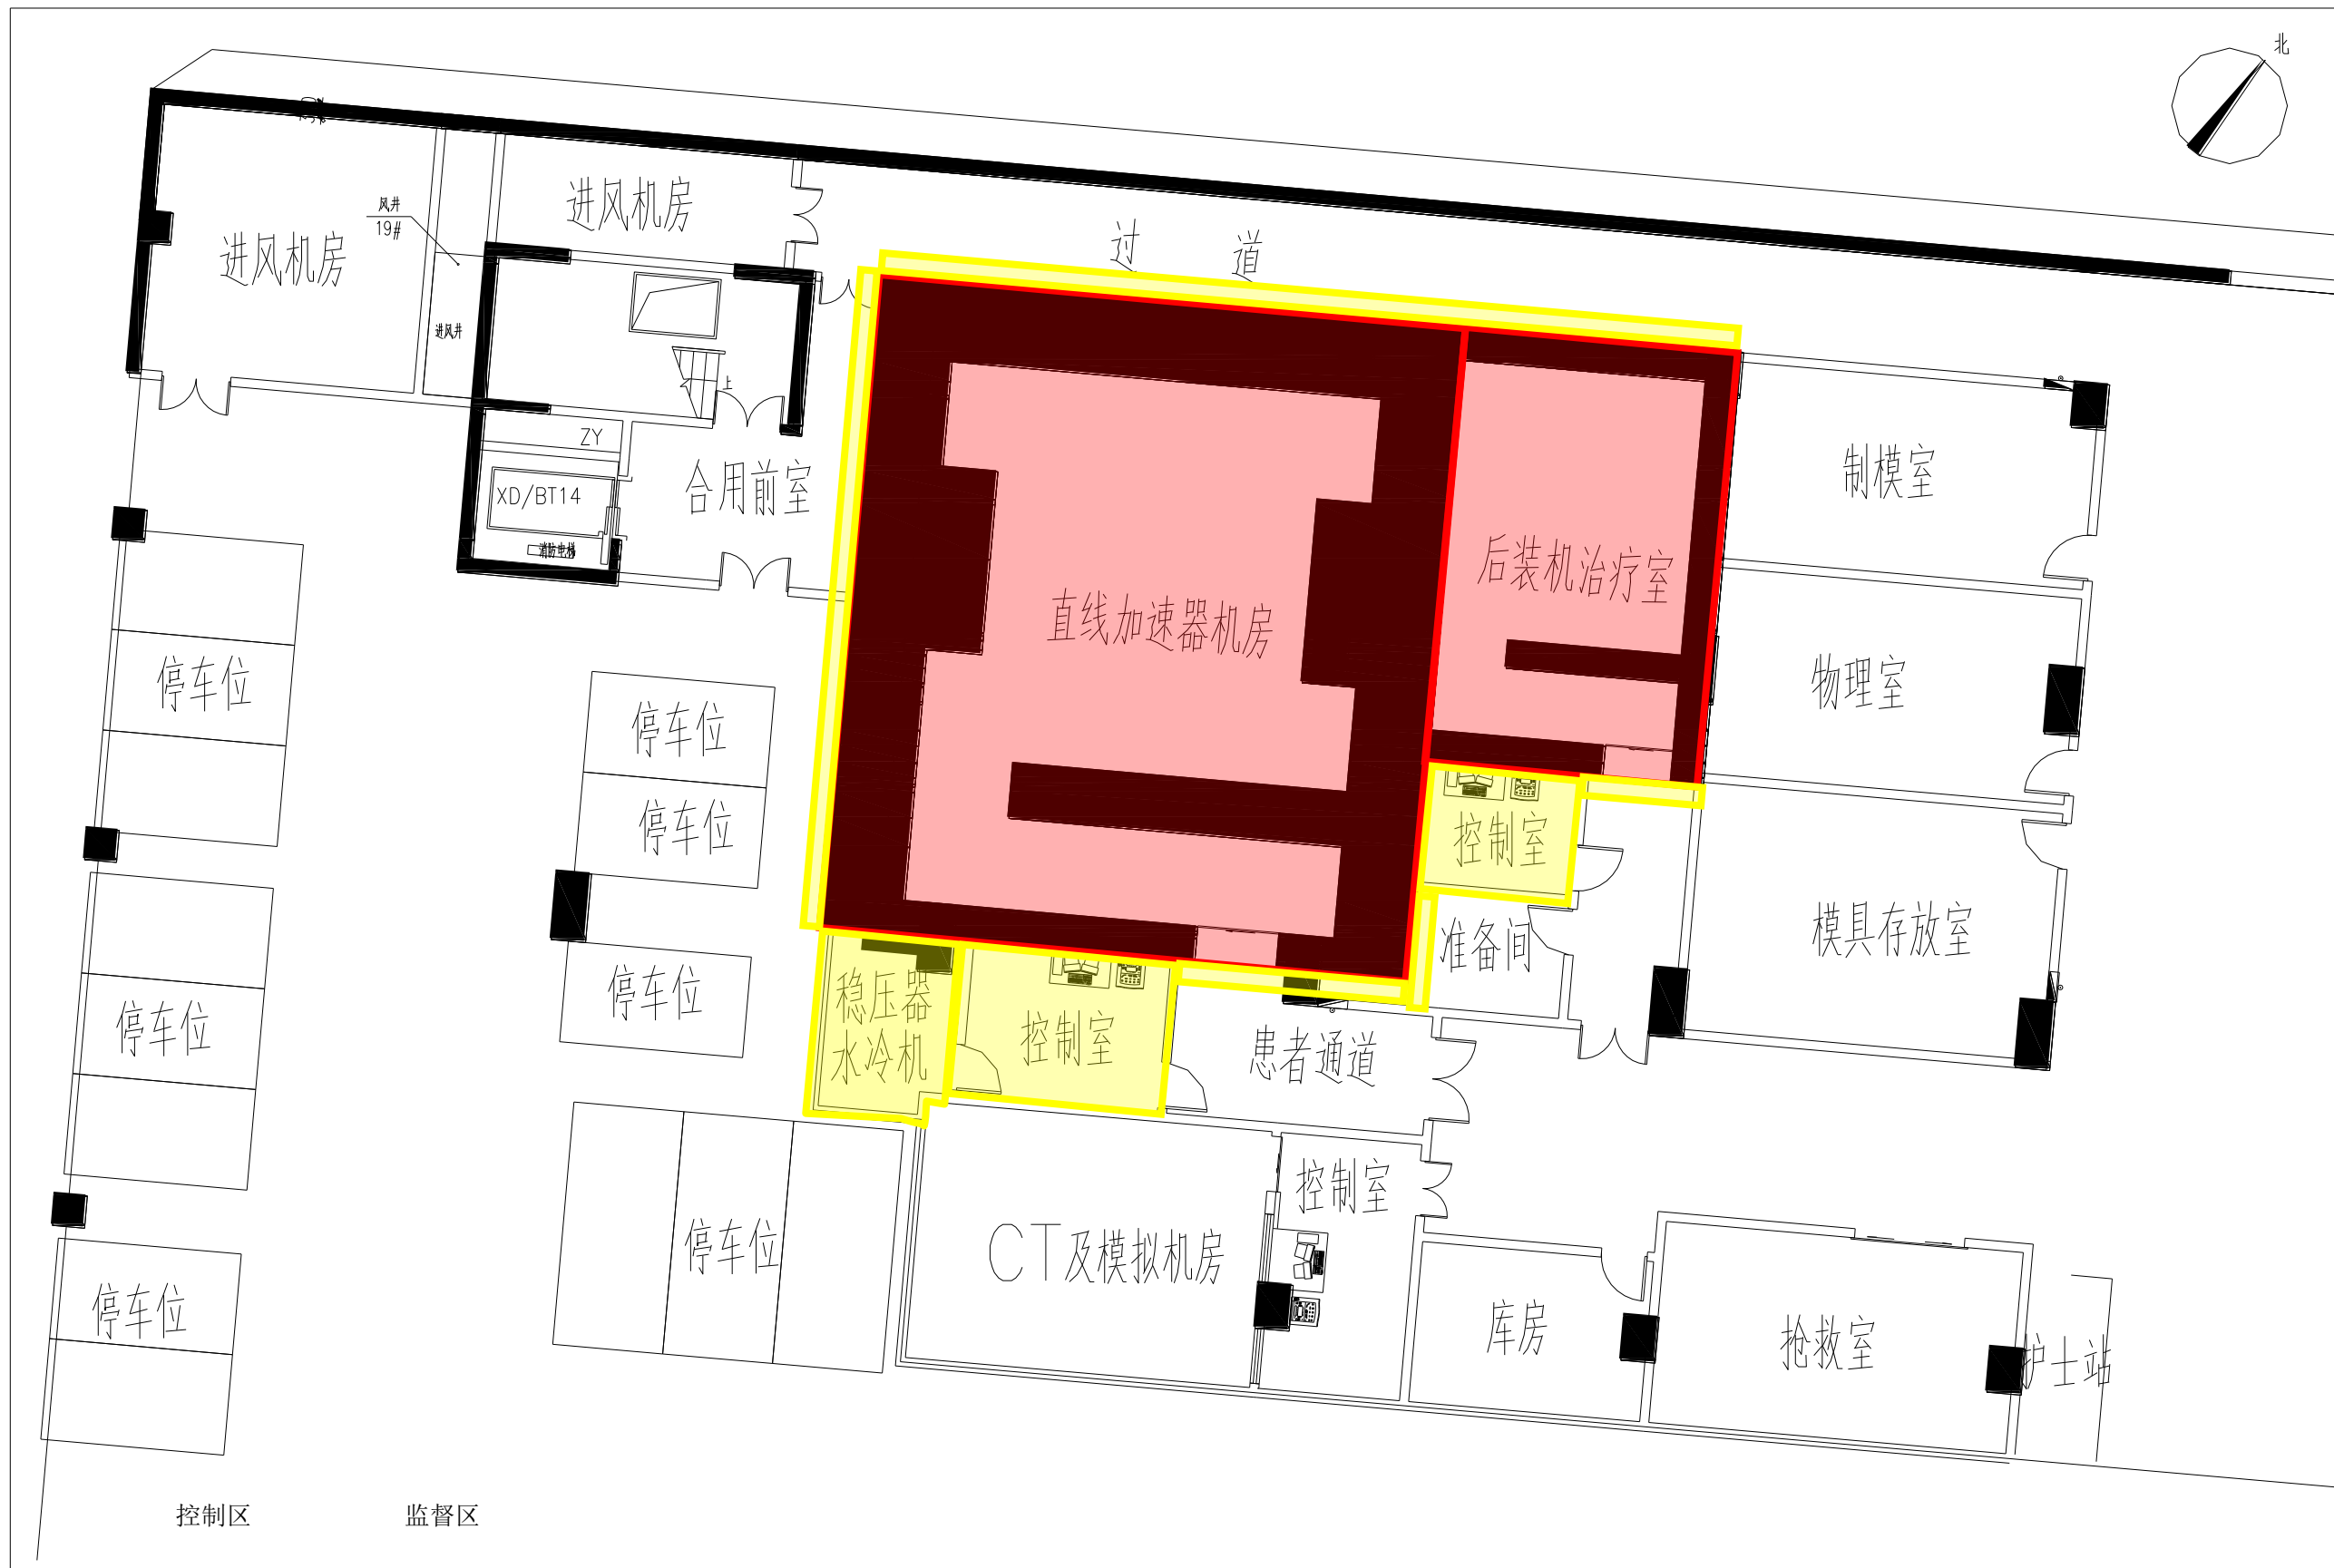 北
进风机房
风井
19#
过 道
进风机房
进风井
上
ZY
制模室
合用前室
XD/BT14
消防电梯
后装机治疗室
直线加速器机房
停车位
停车位
物理室
停车位
控制室
准备间
模具存放室
停车位
稳压器
水冷机
停车位
控制室
患者通道
控制室
停车位
CT及模拟机房
停车位
库房
抢救室
护士站
控制区 监督区